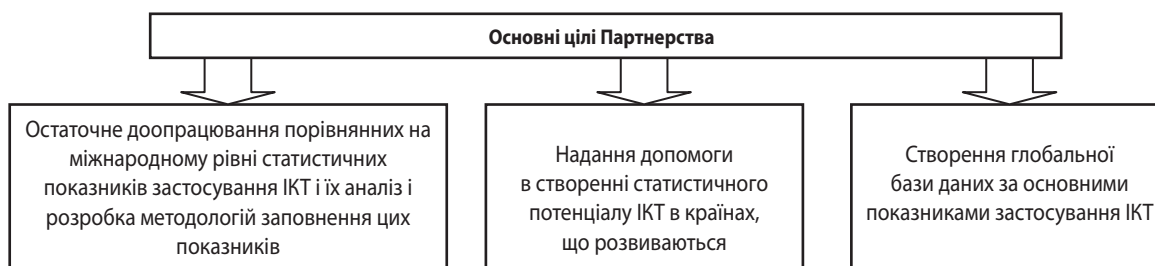 Основні цілі Партнерства
Остаточне доопрацювання порівнянних на
міжнародному рівні статистичних
показників застосування ІКТ і їх аналіз і
розробка методологій заповнення цих
показників
Надання допомоги
в створенні статистичного
потенціалу ІКТ в країнах,
що розвиваються
Створення глобальної
бази даних за основними
показниками застосування ІКТ